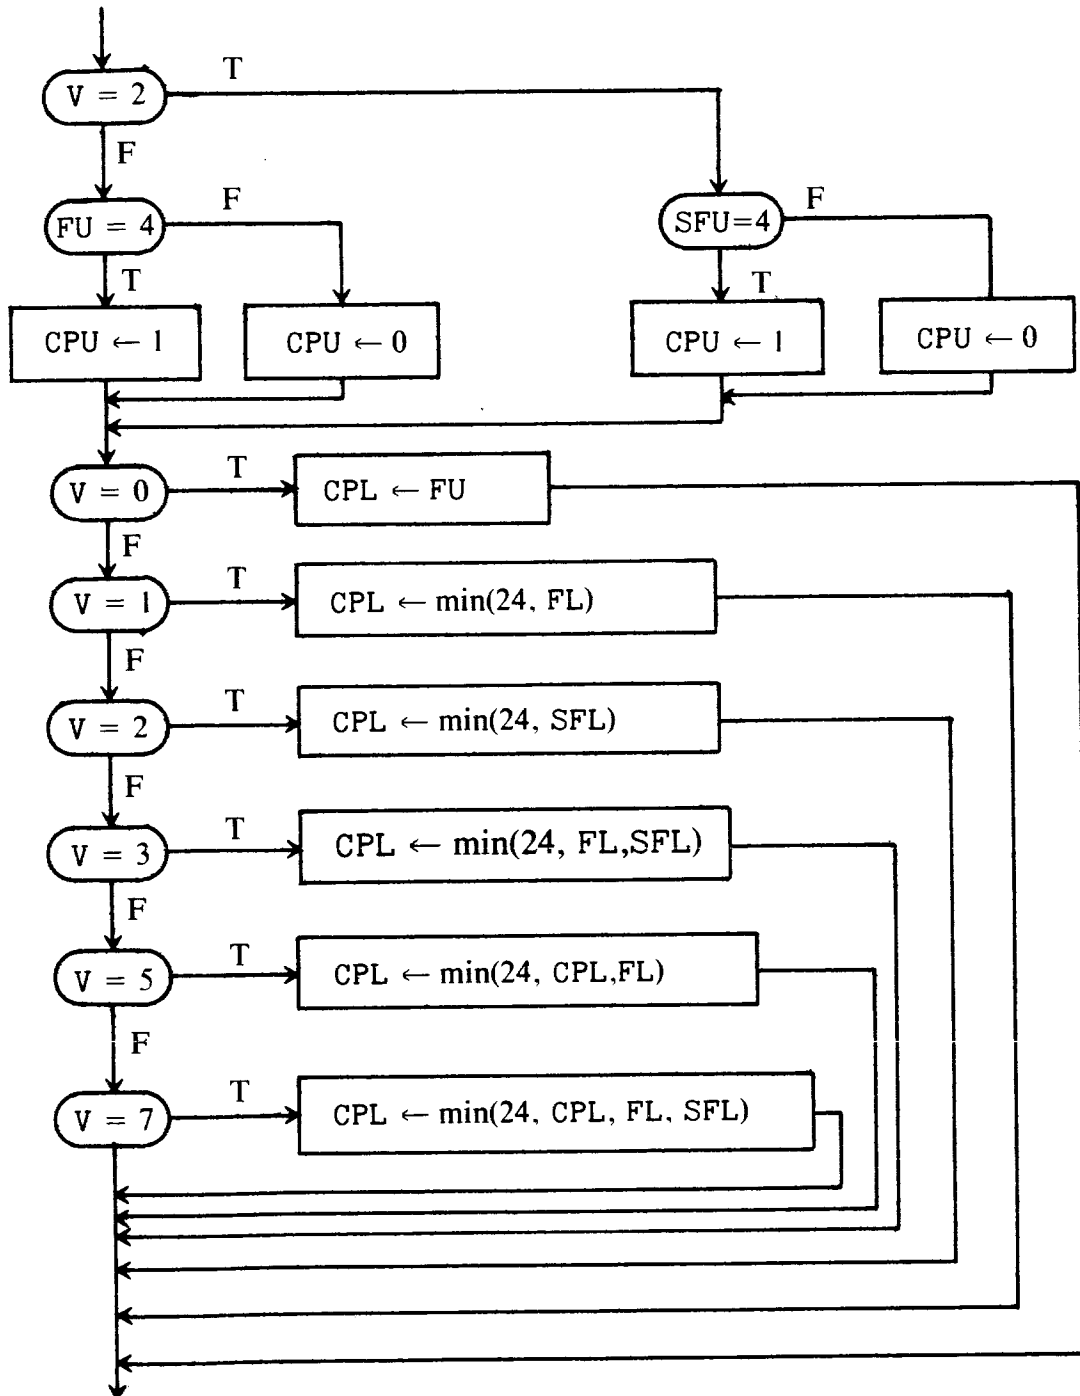 T
V = 2
F
FU = 4
F
SFU=4
F
T
T
CPU ← 1
CPU ← 0
CPU ← 1
CPU ← 0
V = 0
T
CPL ← FU
F
V = 1
T
CPL ← min(24, FL)
F
V = 2
T
CPL ← min(24, SFL)
F
V = 3
T
CPL ← min(24, FL,SFL)
F
V = 5
T
CPL ← min(24, CPL,FL)
F
V = 7
T
CPL ← min(24, CPL, FL, SFL)